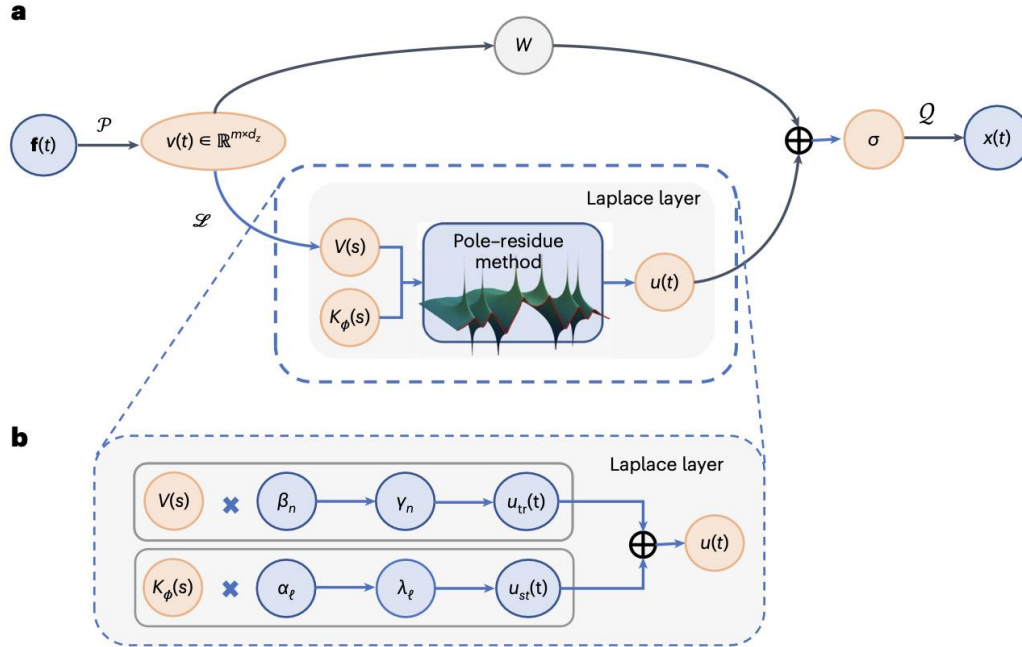 a
W
f(t)
𝒫
v(t) ∈ ℝ^{m×d_z}
σ
𝒬
x(t)
Laplace layer
ℒ
V(s)
K_ϕ(s)
Pole–residue
method
u(t)
b
Laplace layer
V(s) × β_n γ_n u_tr(t)
u(t)
K_ϕ(s) × α_ℓ λ_ℓ u_st(t)